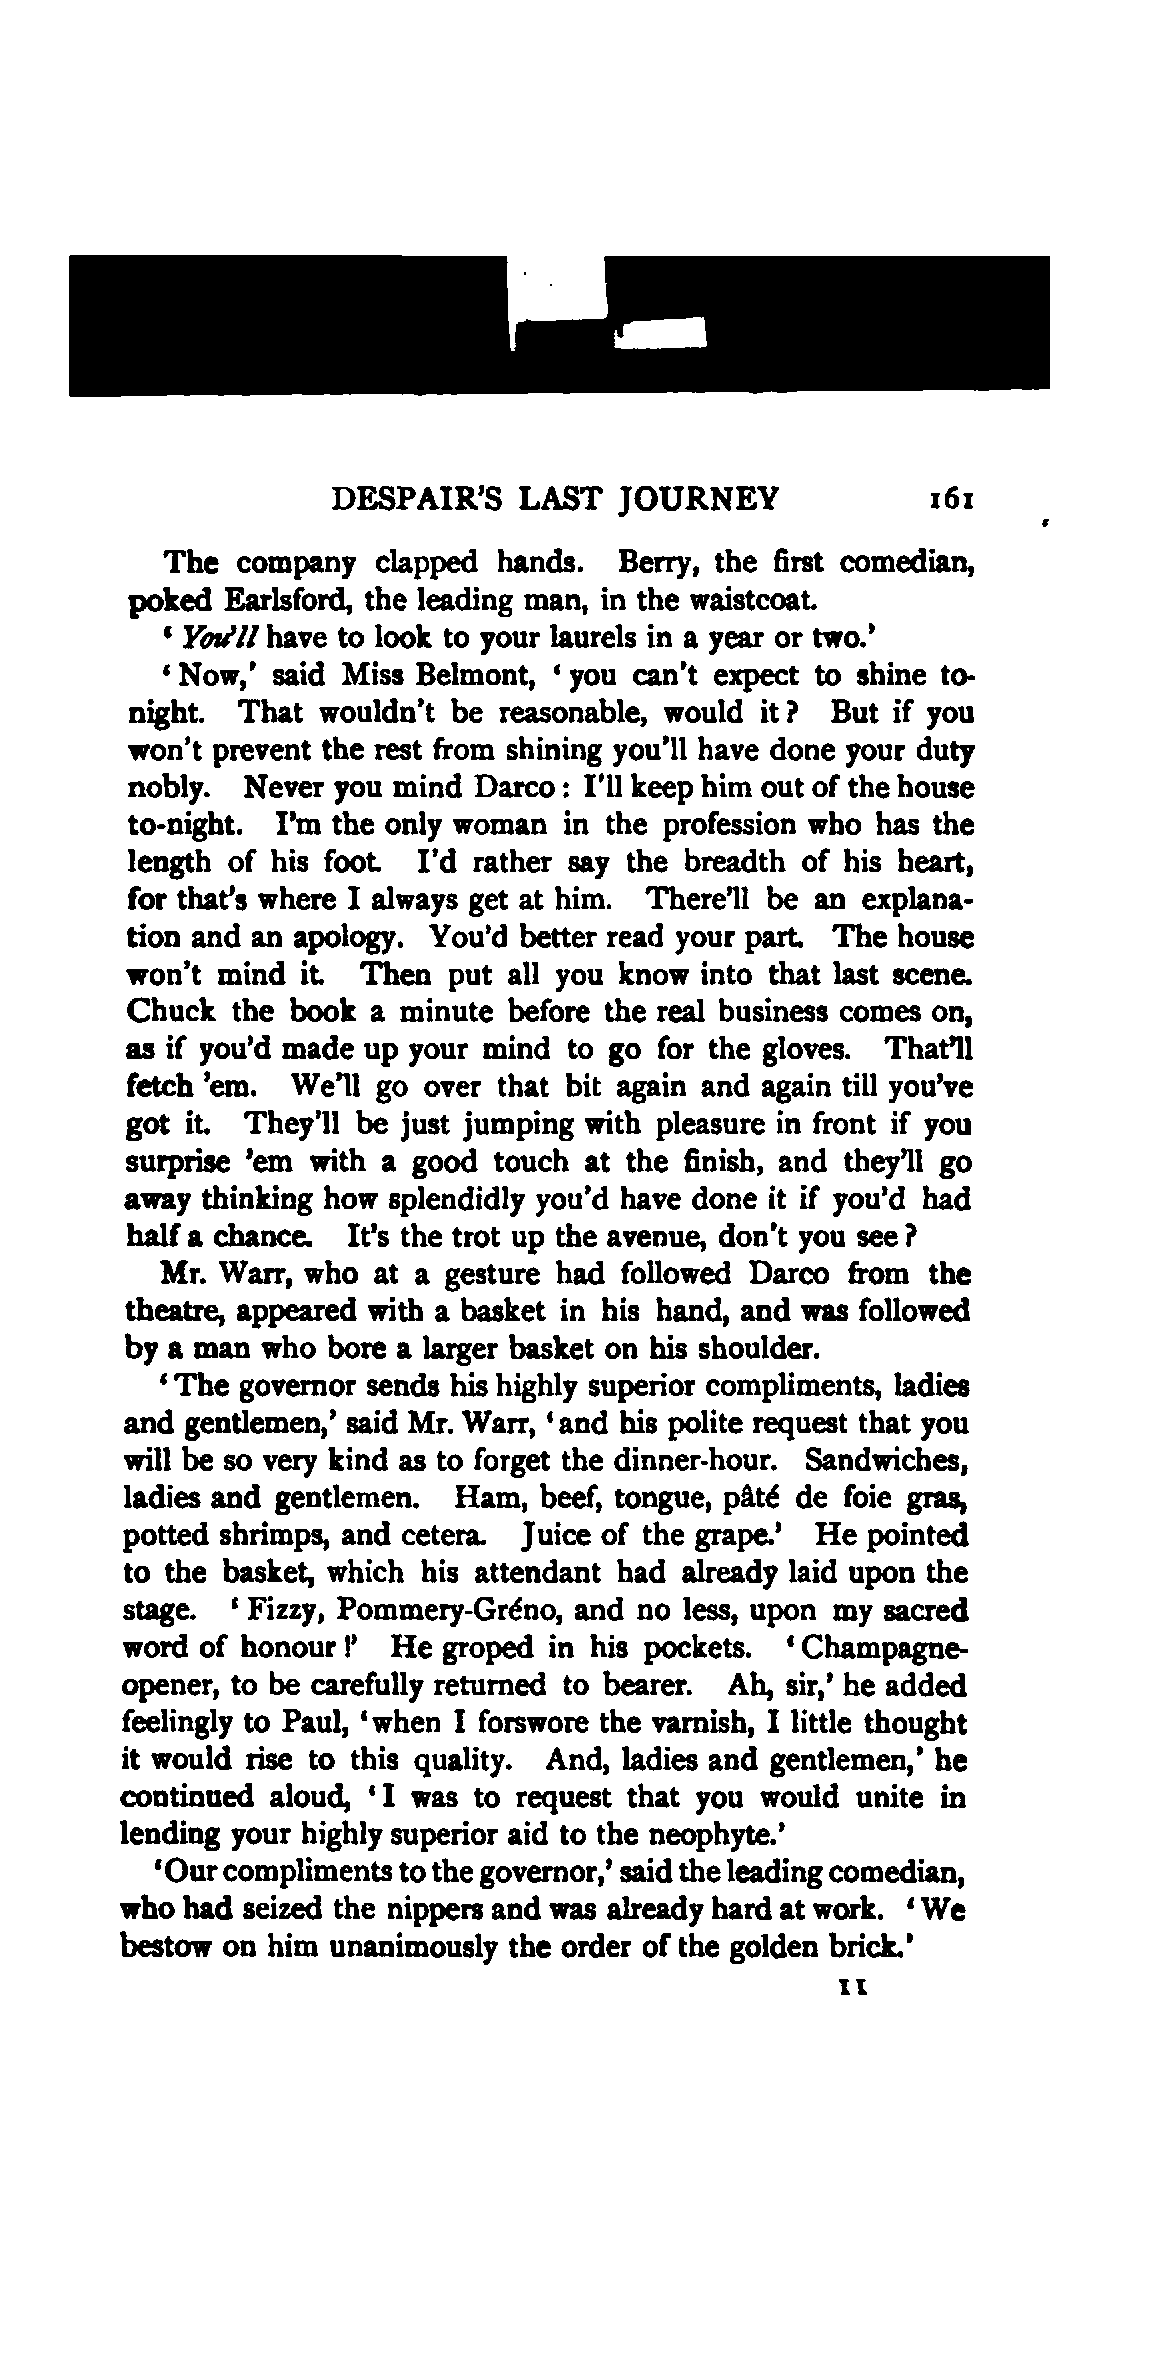 DESPAIR'S LAST JOURNEY 161
The company clapped hands. Berry, the first comedian,
poked Earlsford, the leading man, in the waistcoat.
‘ You'll have to look to your laurels in a year or two.’
‘ Now,’ said Miss Belmont, ‘ you can't expect to shine to-
night. That wouldn't be reasonable, would it ? But if you
won't prevent the rest from shining you'll have done your duty
nobly. Never you mind Darco : I'll keep him out of the house
to-night. I'm the only woman in the profession who has the
length of his foot. I'd rather say the breadth of his heart,
for that's where I always get at him. There'll be an explana-
tion and an apology. You'd better read your part. The house
won't mind it. Then put all you know into that last scene.
Chuck the book a minute before the real business comes on,
as if you'd made up your mind to go for the gloves. That'll
fetch 'em. We'll go over that bit again and again till you've
got it. They'll be just jumping with pleasure in front if you
surprise 'em with a good touch at the finish, and they'll go
away thinking how splendidly you'd have done it if you'd had
half a chance. It's the trot up the avenue, don't you see ?
Mr. Warr, who at a gesture had followed Darco from the
theatre, appeared with a basket in his hand, and was followed
by a man who bore a larger basket on his shoulder.
‘ The governor sends his highly superior compliments, ladies
and gentlemen,’ said Mr. Warr, ‘ and his polite request that you
will be so very kind as to forget the dinner-hour. Sandwiches,
ladies and gentlemen. Ham, beef, tongue, pâté de foie gras,
potted shrimps, and cetera. Juice of the grape.’ He pointed
to the basket, which his attendant had already laid upon the
stage. ‘ Fizzy, Pommery-Gréno, and no less, upon my sacred
word of honour !’ He groped in his pockets. ‘ Champagne-
opener, to be carefully returned to bearer. Ah, sir,’ he added
feelingly to Paul, ‘ when I forswore the varnish, I little thought
it would rise to this quality. And, ladies and gentlemen,’ he
continued aloud, ‘ I was to request that you would unite in
lending your highly superior aid to the neophyte.’
‘ Our compliments to the governor,’ said the leading comedian,
who had seized the nippers and was already hard at work. ‘ We
bestow on him unanimously the order of the golden brick.’
11